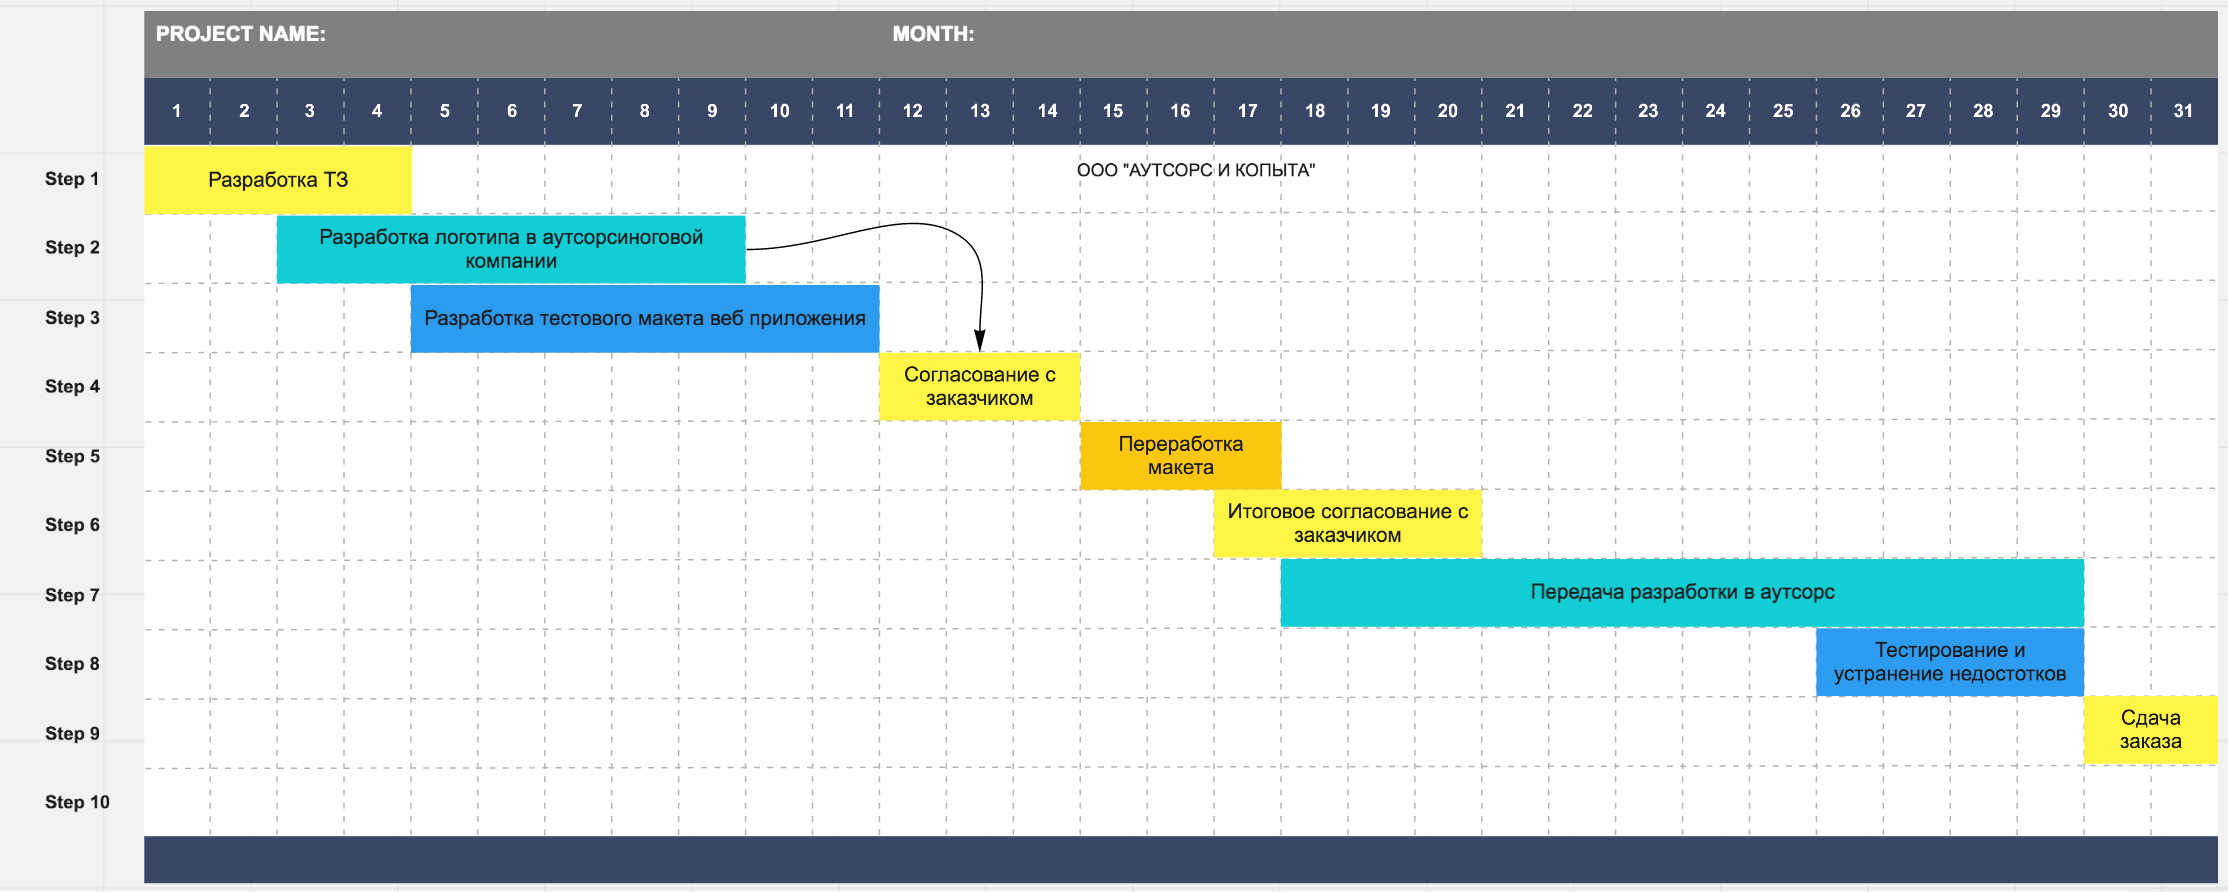 PROJECT NAME: MONTH:
1 2 3 4 5 6 7 8 9 10 11 12 13 14 15 16 17 18 19 20 21 22 23 24 25 26 27 28 29 30 31
Step 1
Разработка ТЗ
ООО "АУТСОРС И КОПЫТА"
Step 2
Разработка логотипа в аутсорсиноговой
компании
Step 3
Разработка тестового макета веб приложения
Step 4
Согласование с
заказчиком
Step 5
Переработка
макета
Step 6
Итоговое согласование с
заказчиком
Step 7
Передача разработки в аутсорс
Step 8
Тестирование и
устранение недостотков
Step 9
Сдача
заказа
Step 10